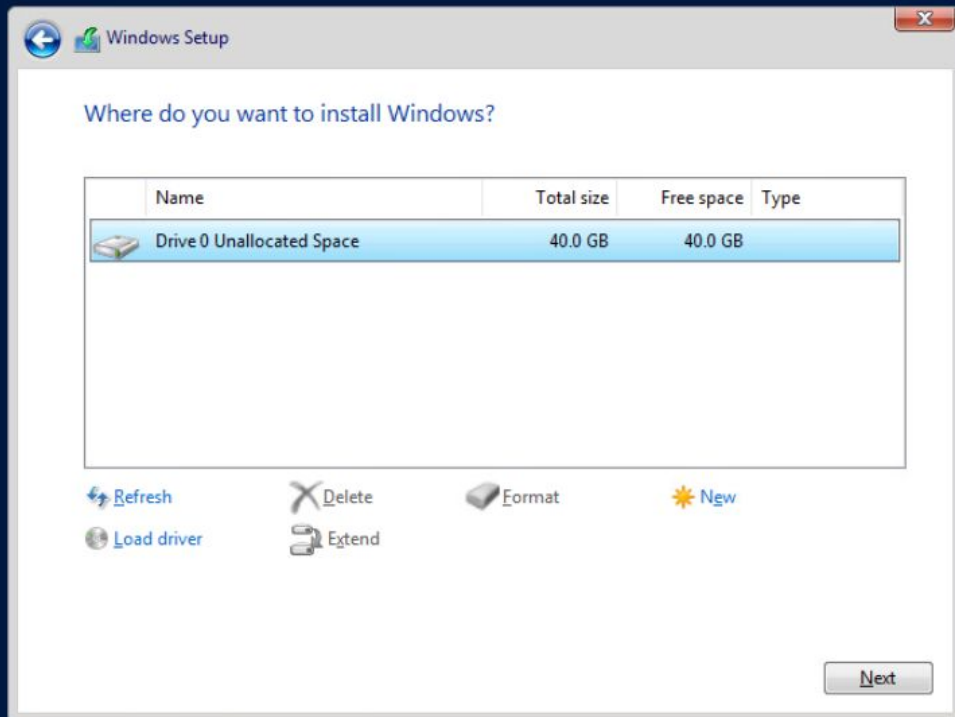 Windows Setup
Where do you want to install Windows?
Name Total size Free space Type
Drive 0 Unallocated Space 40.0 GB 40.0 GB
Refresh Delete Format New
Load driver Extend
Next